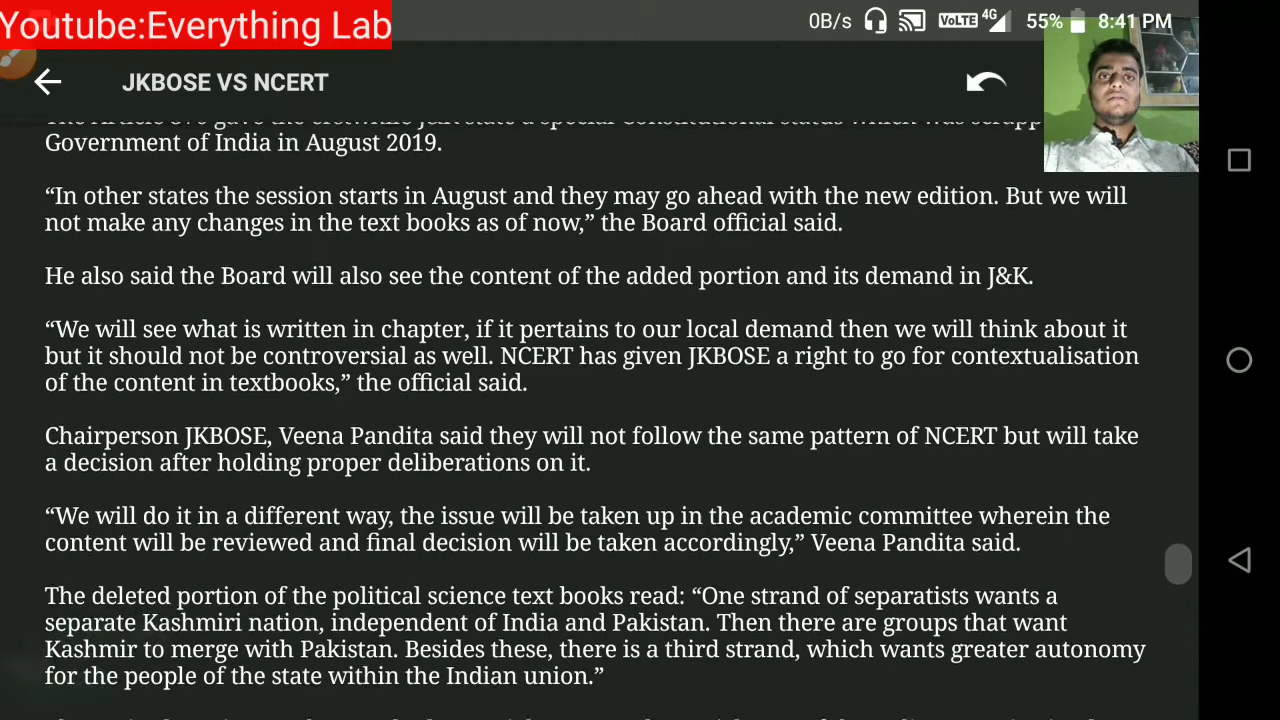 Youtube:Everything Lab
0B/s VoLTE 4G 55% 8:41 PM
JKBOSE VS NCERT
Government of India in August 2019.
“In other states the session starts in August and they may go ahead with the new edition. But we will
not make any changes in the text books as of now,” the Board official said.
He also said the Board will also see the content of the added portion and its demand in J&K.
“We will see what is written in chapter, if it pertains to our local demand then we will think about it
but it should not be controversial as well. NCERT has given JKBOSE a right to go for contextualisation
of the content in textbooks,” the official said.
Chairperson JKBOSE, Veena Pandita said they will not follow the same pattern of NCERT but will take
a decision after holding proper deliberations on it.
“We will do it in a different way, the issue will be taken up in the academic committee wherein the
content will be reviewed and final decision will be taken accordingly,” Veena Pandita said.
The deleted portion of the political science text books read: “One strand of separatists wants a
separate Kashmiri nation, independent of India and Pakistan. Then there are groups that want
Kashmir to merge with Pakistan. Besides these, there is a third strand, which wants greater autonomy
for the people of the state within the Indian union.”